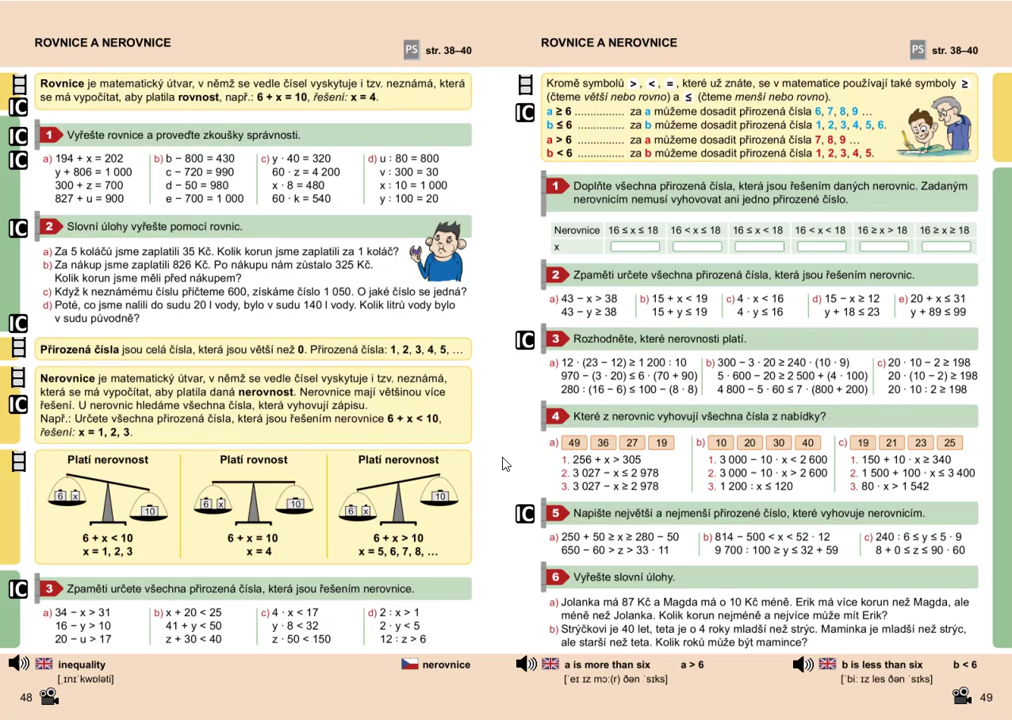 ROVNICE A NEROVNICE
PS str. 38–40
Rovnice je matematický útvar, v němž se vedle čísel vyskytuje i tzv. neznámá, která
se má vypočítat, aby platila rovnost, např.: 6 + x = 10, řešení: x = 4.
1 Vyřešte rovnice a proveďte zkoušky správnosti.
a) 194 + x = 202
y + 806 = 1 000
300 + z = 700
827 + u = 900
b) b − 800 = 430
c − 720 = 990
d − 50 = 980
e − 700 = 1 000
c) y · 40 = 320
60 · z = 4 200
x · 8 = 480
60 · k = 540
d) u : 80 = 800
v : 300 = 30
x : 10 = 1 000
y : 100 = 20
2 Slovní úlohy vyřešte pomocí rovnic.
a) Za 5 koláčů jsme zaplatili 35 Kč. Kolik korun jsme zaplatili za 1 koláč?
b) Za nákup jsme zaplatili 826 Kč. Po nákupu nám zůstalo 325 Kč.
Kolik korun jsme měli před nákupem?
c) Když k neznámému číslu přičteme 600, získáme číslo 1 050. O jaké číslo se jedná?
d) Poté, co jsme nalili do sudu 20 l vody, bylo v sudu 140 l vody. Kolik litrů vody bylo
v sudu původně?
Přirozená čísla jsou celá čísla, která jsou větší než 0. Přirozená čísla: 1, 2, 3, 4, 5, …
Nerovnice je matematický útvar, v němž se vedle čísel vyskytuje i tzv. neznámá,
která se má vypočítat, aby platila daná nerovnost. Nerovnice mají většinou více
řešení. U nerovnic hledáme všechna čísla, která vyhovují zápisu.
Např.: Určete všechna přirozená čísla, která jsou řešením nerovnice 6 + x < 10,
řešení: x = 1, 2, 3.
Platí nerovnost
6 x 10
6 + x < 10
x = 1, 2, 3
Platí rovnost
6 x 10
6 + x = 10
x = 4
Platí nerovnost
6 x 10
6 + x > 10
x = 5, 6, 7, 8, …
3 Zpaměti určete všechna přirozená čísla, která jsou řešením nerovnice.
a) 34 − x > 31
16 − y > 10
20 − u > 17
b) x + 20 < 25
41 + y < 50
z + 30 < 40
c) 4 · x < 17
y · 8 < 32
z · 50 < 150
d) 2 : x > 1
2 · y < 5
12 : z > 6
inequality
[ˌɪnɪˈkwɒləti]
nerovnice
48
ROVNICE A NEROVNICE
PS str. 38–40
Kromě symbolů >, <, =, které už znáte, se v matematice používají také symboly ≥
(čteme větší nebo rovno) a ≤ (čteme menší nebo rovno).
a ≥ 6 ............... za a můžeme dosadit přirozená čísla 6, 7, 8, 9 …
b ≤ 6 ............... za b můžeme dosadit přirozená čísla 1, 2, 3, 4, 5, 6.
a > 6 ............... za a můžeme dosadit přirozená čísla 7, 8, 9 …
b < 6 ............... za b můžeme dosadit přirozená čísla 1, 2, 3, 4, 5.
1 Doplňte všechna přirozená čísla, která jsou řešením daných nerovnic. Zadaným
nerovnicím nemusí vyhovovat ani jedno přirozené číslo.
Nerovnice 16 ≤ x ≤ 18 16 < x ≤ 18 16 ≤ x < 18 16 < x < 18 16 ≥ x > 18 16 ≥ x ≥ 18
x
2 Zpaměti určete všechna přirozená čísla, která jsou řešením nerovnic.
a) 43 − x > 38
43 − y ≥ 38
b) 15 + x < 19
15 + y ≤ 19
c) 4 · x < 16
4 · y ≤ 16
d) 15 − x ≥ 12
y + 18 ≤ 23
e) 20 + x ≤ 31
y + 89 ≤ 99
3 Rozhodněte, které nerovnosti platí.
a) 12 · (23 − 12) ≥ 1 200 : 10
970 − (3 · 20) ≤ 6 · (70 + 90)
280 : (16 − 6) ≤ 100 − (8 · 8)
b) 300 − 3 · 20 ≥ 240 · (10 · 9)
5 · 600 − 20 ≥ 2 500 + (4 · 100)
4 800 − 5 · 60 ≤ 7 · (800 + 200)
c) 20 · 10 − 2 ≥ 198
20 · (10 − 2) ≥ 198
20 · 10 : 2 ≥ 198
4 Které z nerovnic vyhovují všechna čísla z nabídky?
a) 49 36 27 19
1. 256 + x > 305
2. 3 027 − x ≤ 2 978
3. 3 027 − x ≥ 2 978
b) 10 20 30 40
1. 3 000 − 10 · x < 2 600
2. 3 000 − 10 · x > 2 600
3. 1 200 : x ≤ 120
c) 19 21 23 25
1. 150 + 10 · x ≥ 340
2. 1 500 + 100 · x ≤ 3 400
3. 80 · x > 1 542
5 Napište největší a nejmenší přirozené číslo, které vyhovuje nerovnicím.
a) 250 + 50 ≥ x ≥ 280 − 50
650 − 60 > z > 33 · 11
b) 814 − 500 < x < 52 · 12
9 700 : 100 ≥ y ≤ 32 + 59
c) 240 : 6 ≤ y ≤ 5 · 9
8 + 0 ≤ z ≤ 90 · 60
6 Vyřešte slovní úlohy.
a) Jolanka má 87 Kč a Magda má o 10 Kč méně. Erik má více korun než Magda, ale
méně než Jolanka. Kolik korun nejméně a nejvíce může mít Erik?
b) Strýčkovi je 40 let, teta je o 4 roky mladší než strýc. Maminka je mladší než strýc,
ale starší než teta. Kolik roků může být mamince?
a is more than six a > 6
[ˈeɪ ɪz mɔː(r) ðən ˈsɪks]
b is less than six b < 6
[ˈbiː ɪz les ðən ˈsɪks]
49